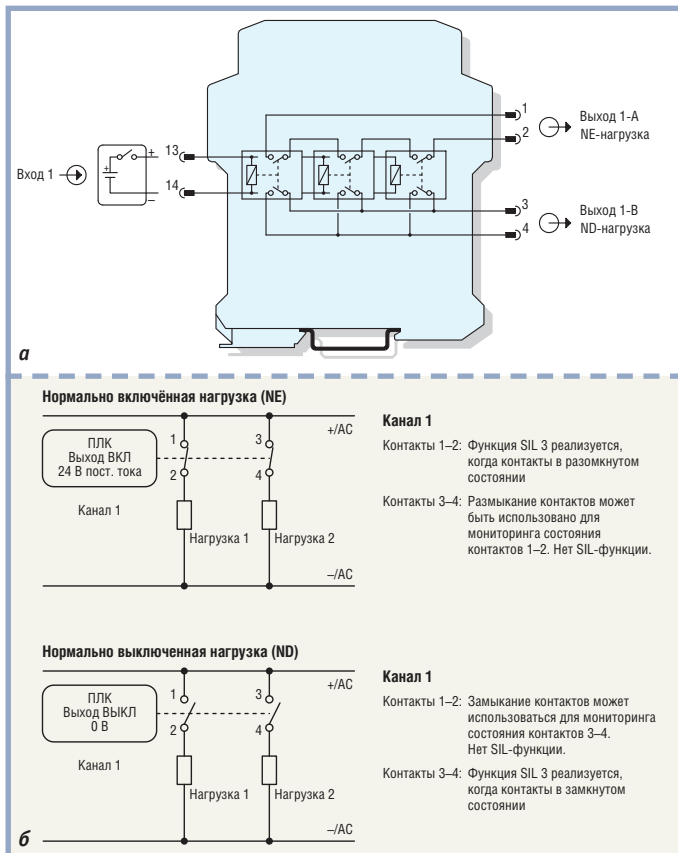 1
Выход 1-A
2
NE-нагрузка
13
+
+
Вход 1
14
–
3
Выход 1-B
4
ND-нагрузка
а
Нормально включённая нагрузка (NE)
+/AC
ПЛК
Выход ВКЛ
24 В пост. тока
1
3
2
4
Канал 1
Нагрузка 1
Нагрузка 2
–/AC
Канал 1
Контакты 1–2: Функция SIL 3 реализуется,
когда контакты в разомкнутом
состоянии
Контакты 3–4: Размыкание контактов может
быть использовано для
мониторинга состояния
контактов 1–2. Нет SIL-функции.
Нормально выключенная нагрузка (ND)
+/AC
ПЛК
Выход ВЫКЛ
0 В
1
3
2
4
Канал 1
Нагрузка 1
Нагрузка 2
–/AC
Канал 1
Контакты 1–2: Замыкание контактов может
использоваться для мониторинга
состояния контактов 3–4.
Нет SIL-функции.
Контакты 3–4: Функция SIL 3 реализуется,
когда контакты в замкнутом
состоянии
б